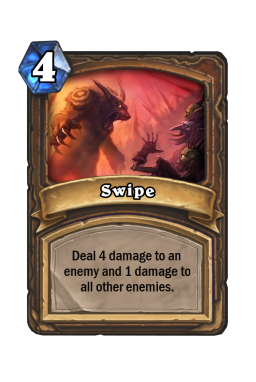 4
Swipe
Deal 4 damage to an
enemy and 1 damage to
all other enemies.